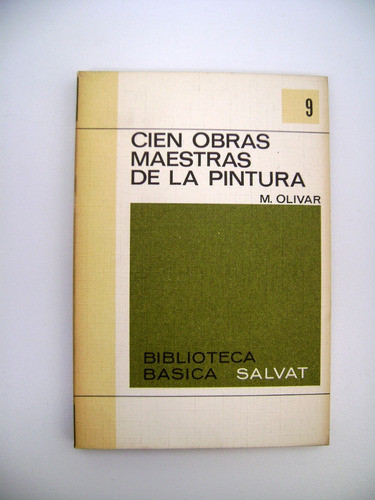 9
CIEN OBRAS
MAESTRAS
DE LA PINTURA
M. OLIVAR
BIBLIOTECA
BASICA SALVAT